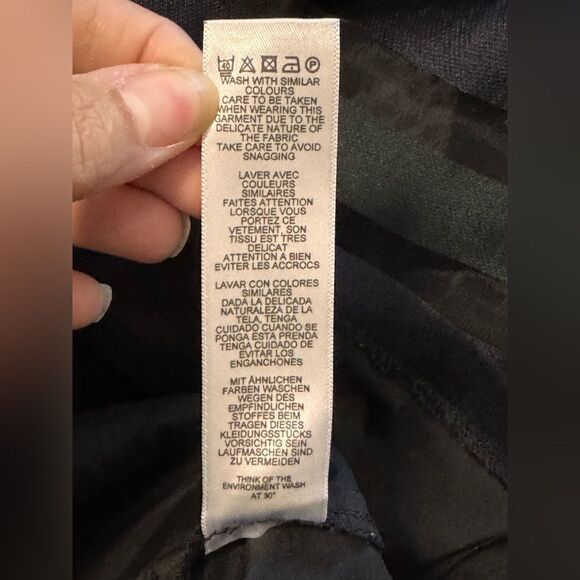 40 P
WASH WITH SIMILAR
COLOURS
CARE TO BE TAKEN
WHEN WEARING THIS
GARMENT DUE TO THE
DELICATE NATURE OF
THE FABRIC
TAKE CARE TO AVOID
SNAGGING
LAVER AVEC
COULEURS
SIMILAIRES
FAITES ATTENTION
LORSQUE VOUS
PORTEZ CE
VETEMENT, SON
TISSU EST TRES
DELICAT
ATTENTION A BIEN
EVITER LES ACCROCS
LAVAR CON COLORES
SIMILARES
DADA LA DELICADA
NATURALEZA DE LA
TELA, TENGA
CUIDADO CUANDO SE
PONGA ESTA PRENDA
TENGA CUIDADO DE
EVITAR LOS
ENGANCHONES
MIT ÄHNLICHEN
FARBEN WASCHEN
WEGEN DES
EMPFINDLICHEN
STOFFES BEIM
TRAGEN DIESES
KLEIDUNGSSTÜCKS
VORSICHTIG SEIN
LAUFMASCHEN SIND
ZU VERMEIDEN
THINK OF THE
ENVIRONMENT WASH
AT 30°